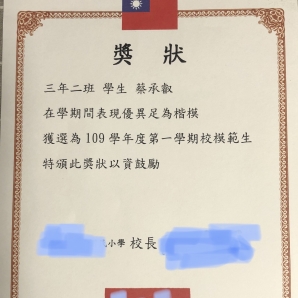 獎狀
三年二班 學生 蔡承叡
在學期間表現優異足為楷模
獲選為109學年度第一學期校模範生
特頒此獎狀以資鼓勵
小學 校長